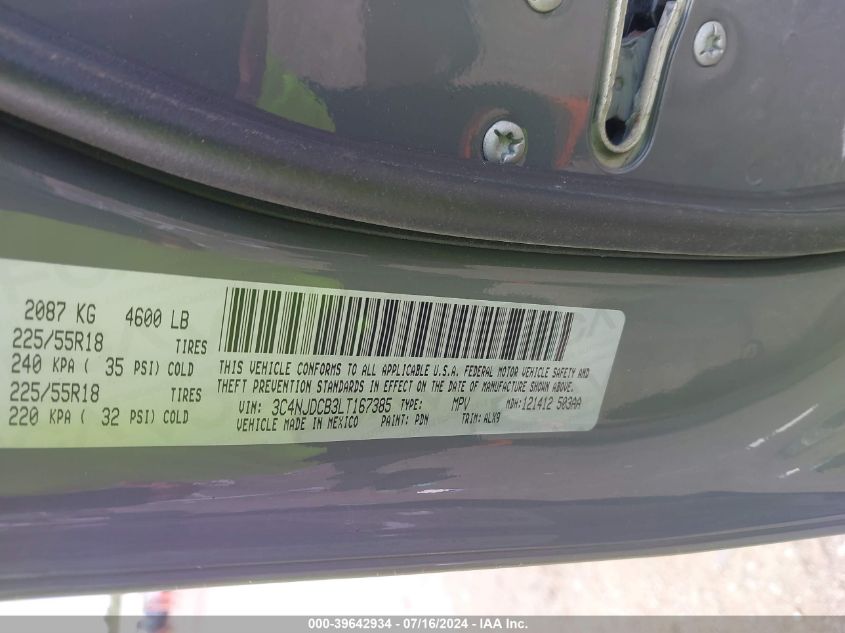 2087 KG 4600 LB
225/55R18 TIRES
240 KPA ( 35 PSI) COLD
225/55R18 TIRES
220 KPA ( 32 PSI) COLD
THIS VEHICLE CONFORMS TO ALL APPLICABLE U.S.A. FEDERAL MOTOR VEHICLE SAFETY AND
THEFT PREVENTION STANDARDS IN EFFECT ON THE DATE OF MANUFACTURE SHOWN ABOVE.
VIN: 3C4NJDCB3LT167385 TYPE: MPV MDH:121412 503AA
VEHICLE MADE IN MEXICO PAINT: PDN TRIM: ALX9
000-39642934 - 07/16/2024 - IAA Inc.